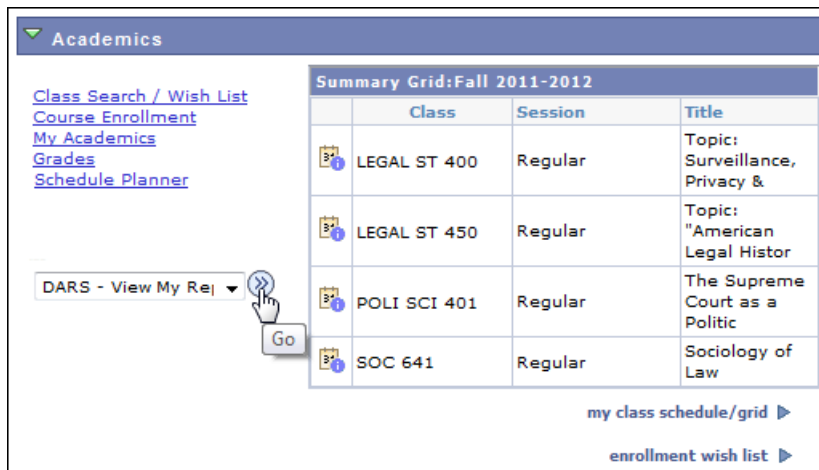 Academics
Class Search / Wish List
Course Enrollment
My Academics
Grades
Schedule Planner
DARS - View My Re
Go
Summary Grid:Fall 2011-2012
Class Session Title
LEGAL ST 400 Regular Topic:
Surveillance,
Privacy &
LEGAL ST 450 Regular Topic:
"American
Legal Histor
POLI SCI 401 Regular The Supreme
Court as a
Politic
SOC 641 Regular Sociology of
Law
my class schedule/grid
enrollment wish list